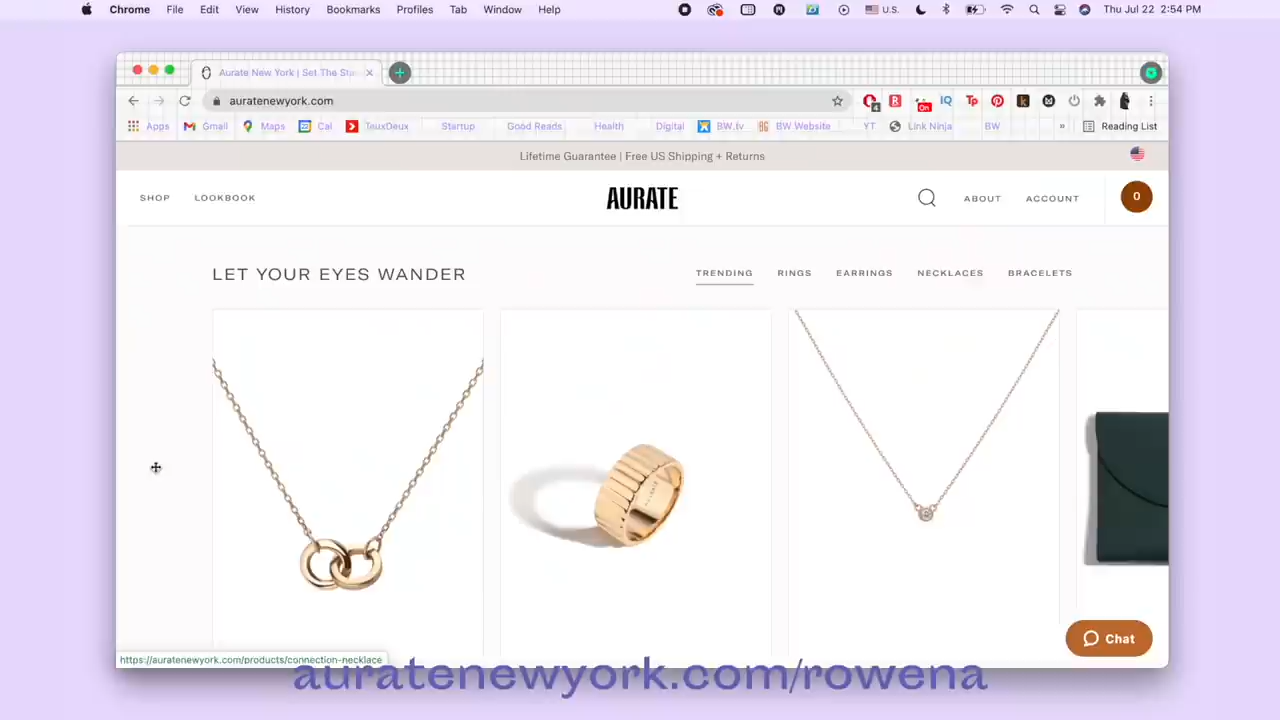 Chrome File Edit View History Bookmarks Profiles Tab Window Help U.S. Thu Jul 22 2:54 PM
Aurate New York | Set The Sta
auratenewyork.com
Apps Gmail Maps Cal TeuxDeux Startup Good Reads Health Digital BW.tv BW Website YT Link Ninja BW » Reading List
Lifetime Guarantee | Free US Shipping + Returns
SHOP LOOKBOOK AURATE ABOUT ACCOUNT 0
LET YOUR EYES WANDER TRENDING RINGS EARRINGS NECKLACES BRACELETS
Chat
https://auratenewyork.com/products/connection-necklace
auratenewyork.com/rowena